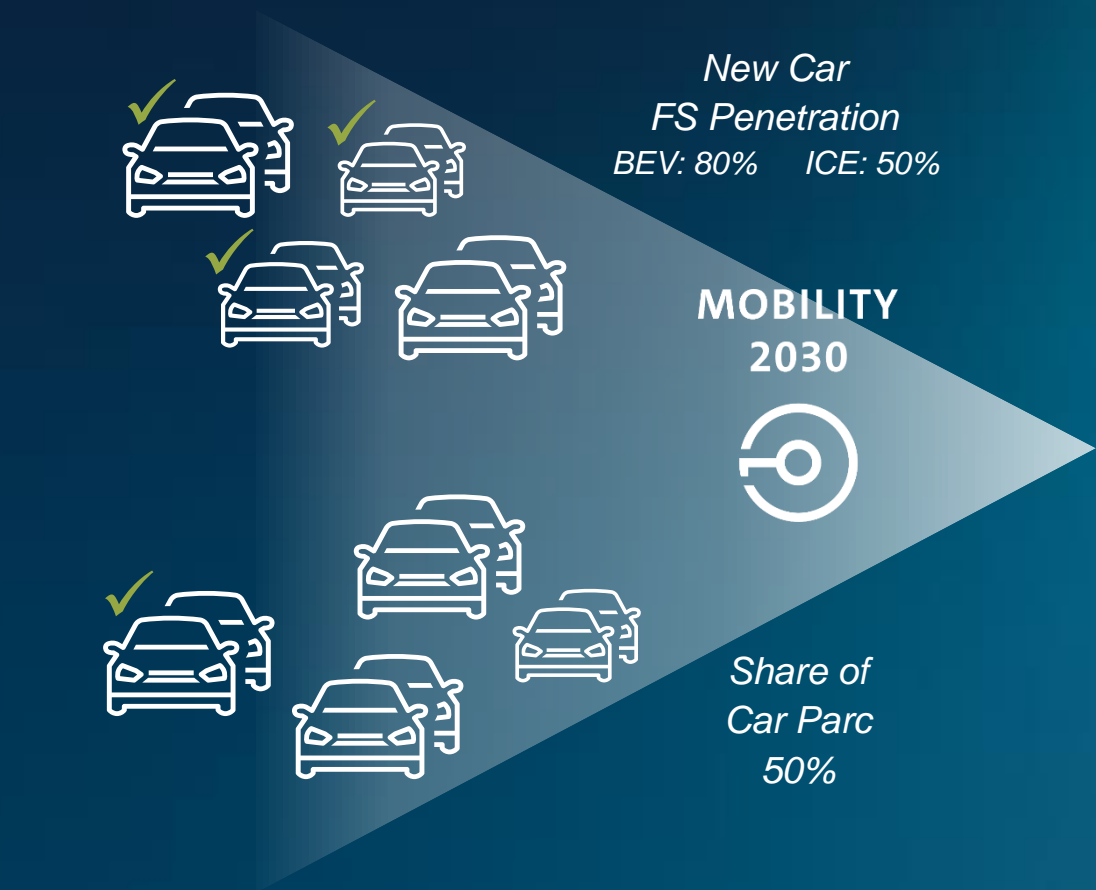 New Car
FS Penetration
BEV: 80% ICE: 50%
MOBILITY
2030
Share of
Car Parc
50%